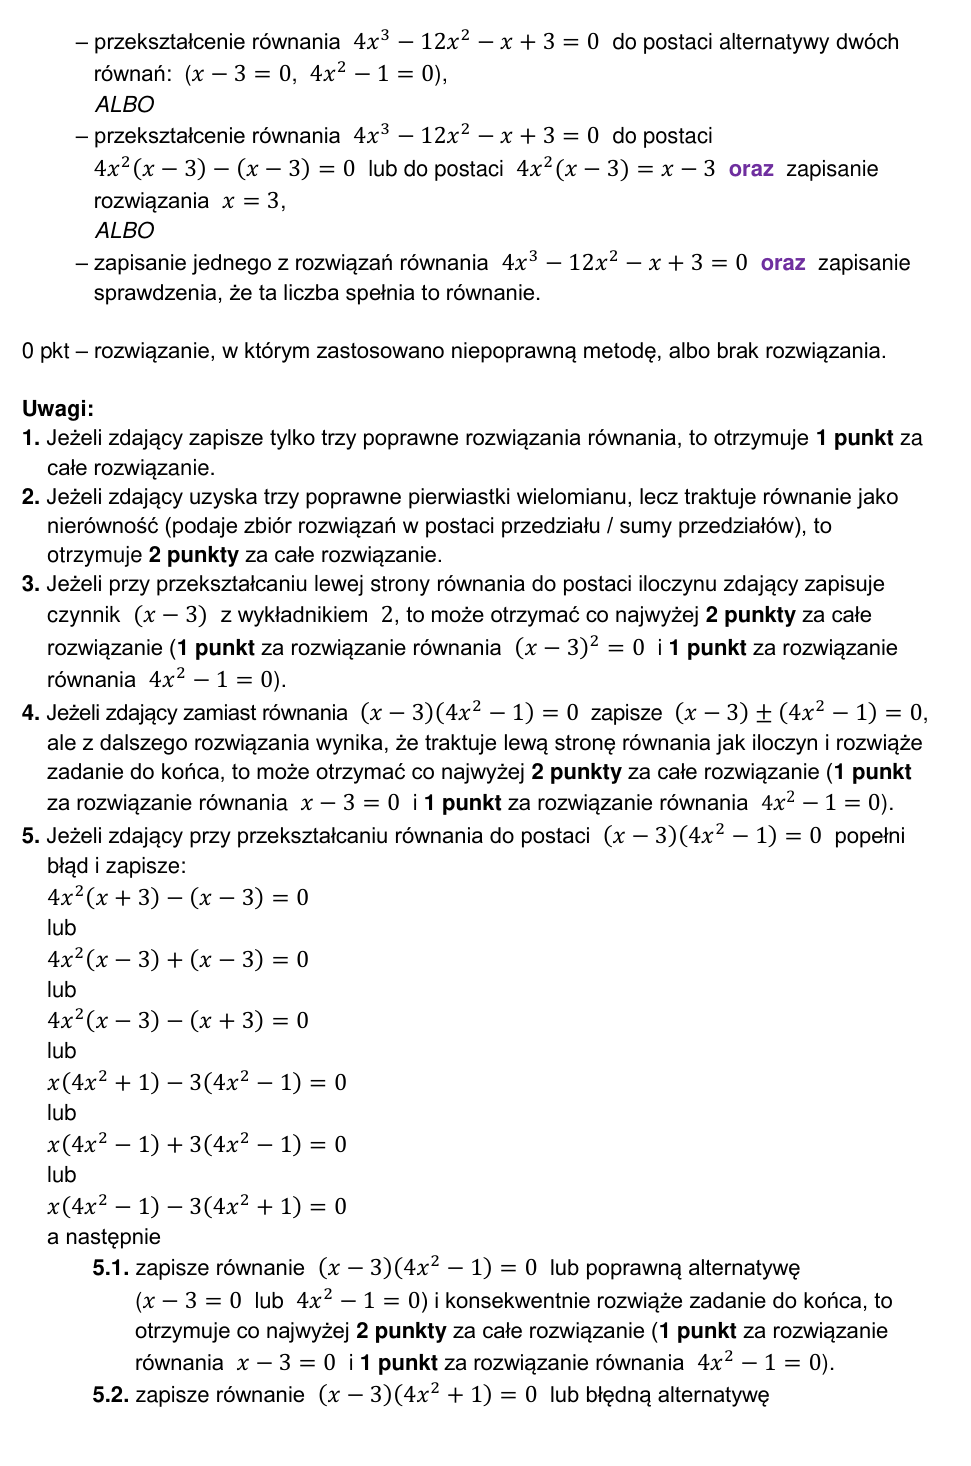 – przekształcenie równania 4x³ − 12x² − x + 3 = 0 do postaci alternatywy dwóch
równań: (x − 3 = 0, 4x² − 1 = 0),
ALBO
– przekształcenie równania 4x³ − 12x² − x + 3 = 0 do postaci
4x²(x − 3) − (x − 3) = 0 lub do postaci 4x²(x − 3) = x − 3 oraz zapisanie
rozwiązania x = 3,
ALBO
– zapisanie jednego z rozwiązań równania 4x³ − 12x² − x + 3 = 0 oraz zapisanie
sprawdzenia, że ta liczba spełnia to równanie.
0 pkt – rozwiązanie, w którym zastosowano niepoprawną metodę, albo brak rozwiązania.
Uwagi:
1. Jeżeli zdający zapisze tylko trzy poprawne rozwiązania równania, to otrzymuje 1 punkt za
całe rozwiązanie.
2. Jeżeli zdający uzyska trzy poprawne pierwiastki wielomianu, lecz traktuje równanie jako
nierówność (podaje zbiór rozwiązań w postaci przedziału / sumy przedziałów), to
otrzymuje 2 punkty za całe rozwiązanie.
3. Jeżeli przy przekształcaniu lewej strony równania do postaci iloczynu zdający zapisuje
czynnik (x − 3) z wykładnikiem 2, to może otrzymać co najwyżej 2 punkty za całe
rozwiązanie (1 punkt za rozwiązanie równania (x − 3)² = 0 i 1 punkt za rozwiązanie
równania 4x² − 1 = 0).
4. Jeżeli zdający zamiast równania (x − 3)(4x² − 1) = 0 zapisze (x − 3) ± (4x² − 1) = 0,
ale z dalszego rozwiązania wynika, że traktuje lewą stronę równania jak iloczyn i rozwiąże
zadanie do końca, to może otrzymać co najwyżej 2 punkty za całe rozwiązanie (1 punkt
za rozwiązanie równania x − 3 = 0 i 1 punkt za rozwiązanie równania 4x² − 1 = 0).
5. Jeżeli zdający przy przekształcaniu równania do postaci (x − 3)(4x² − 1) = 0 popełni
błąd i zapisze:
4x²(x + 3) − (x − 3) = 0
lub
4x²(x − 3) + (x − 3) = 0
lub
4x²(x − 3) − (x + 3) = 0
lub
x(4x² + 1) − 3(4x² − 1) = 0
lub
x(4x² − 1) + 3(4x² − 1) = 0
lub
x(4x² − 1) − 3(4x² + 1) = 0
a następnie
5.1. zapisze równanie (x − 3)(4x² − 1) = 0 lub poprawną alternatywę
(x − 3 = 0 lub 4x² − 1 = 0) i konsekwentnie rozwiąże zadanie do końca, to
otrzymuje co najwyżej 2 punkty za całe rozwiązanie (1 punkt za rozwiązanie
równania x − 3 = 0 i 1 punkt za rozwiązanie równania 4x² − 1 = 0).
5.2. zapisze równanie (x − 3)(4x² + 1) = 0 lub błędną alternatywę